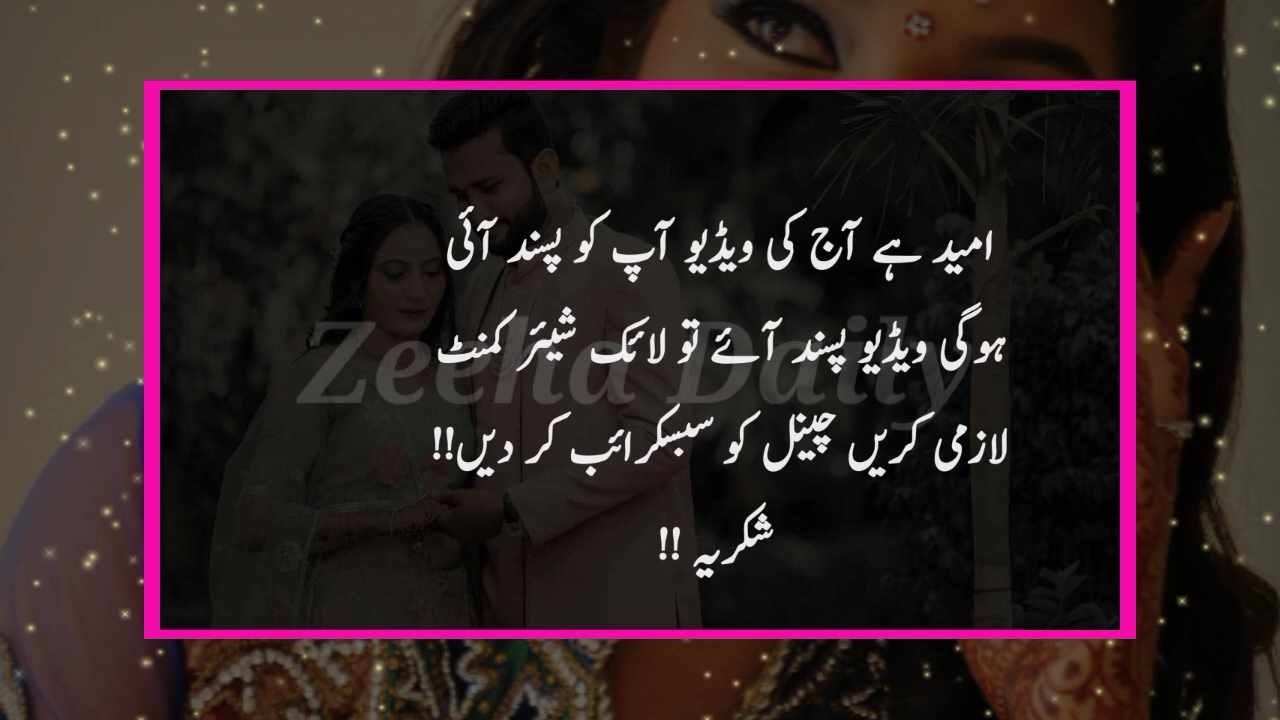 امید ہے آج کی ویڈیو آپ کو پسند آئی
ہوگی ویڈیو پسند آئے تو لائک شیئر کمنٹ
لازمی کریں چینل کو سبسکرائب کر دیں!!
شکریہ !!
Zeena Daily